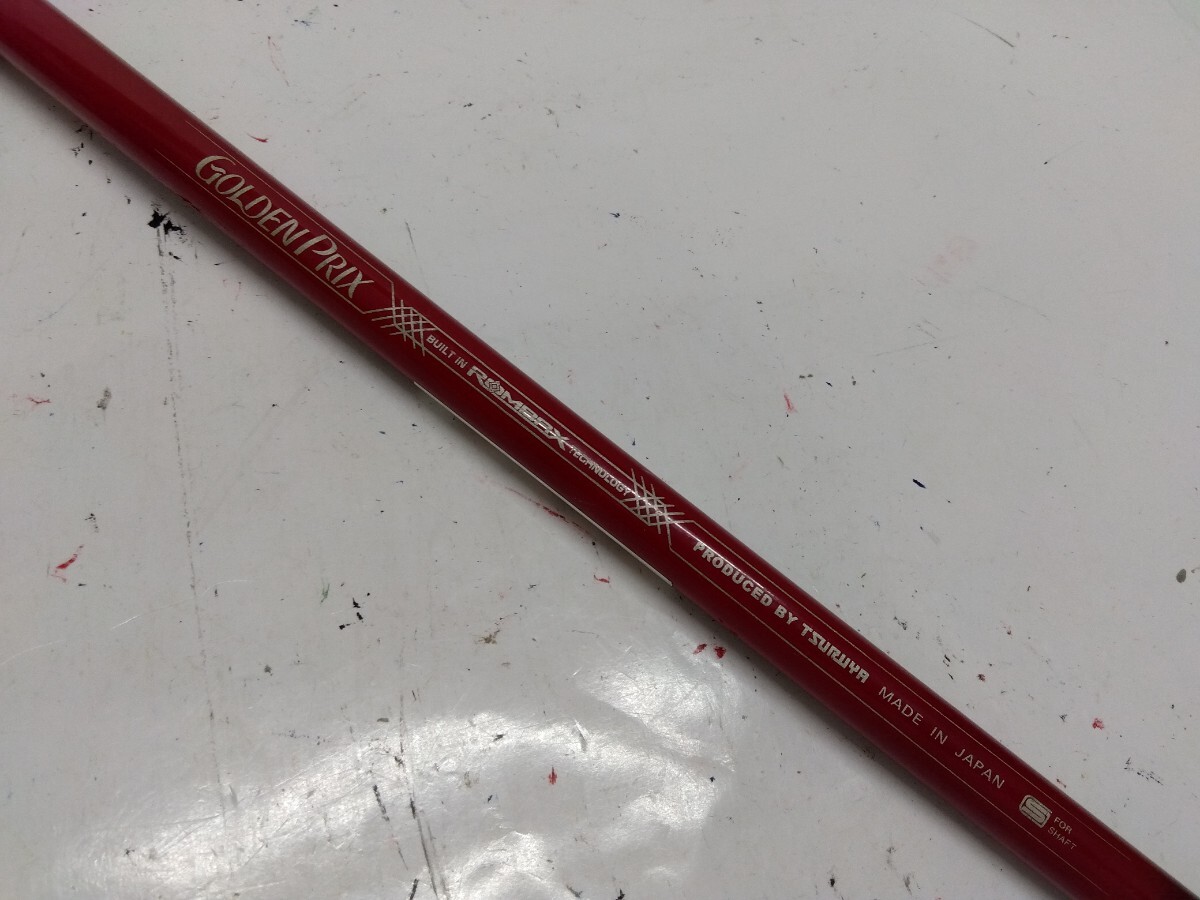 GOLDEN PRIX
BUILT IN ROMBAX TECHNOLOGY
PRODUCED BY TSURUYA MADE IN JAPAN
S FOR
SHAFT